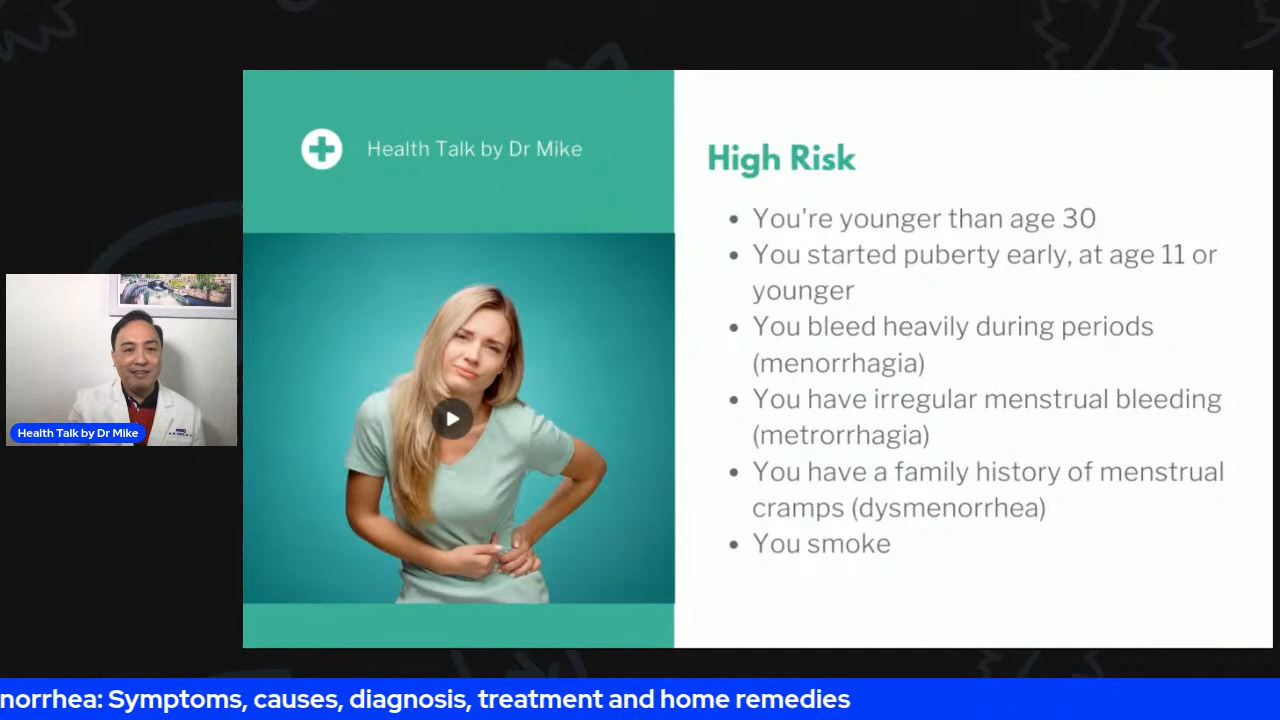 Health Talk by Dr Mike
High Risk
You're younger than age 30
You started puberty early, at age 11 or
younger
You bleed heavily during periods
(menorrhagia)
You have irregular menstrual bleeding
(metrorrhagia)
You have a family history of menstrual
cramps (dysmenorrhea)
You smoke
Health Talk by Dr Mike
norrhea: Symptoms, causes, diagnosis, treatment and home remedies